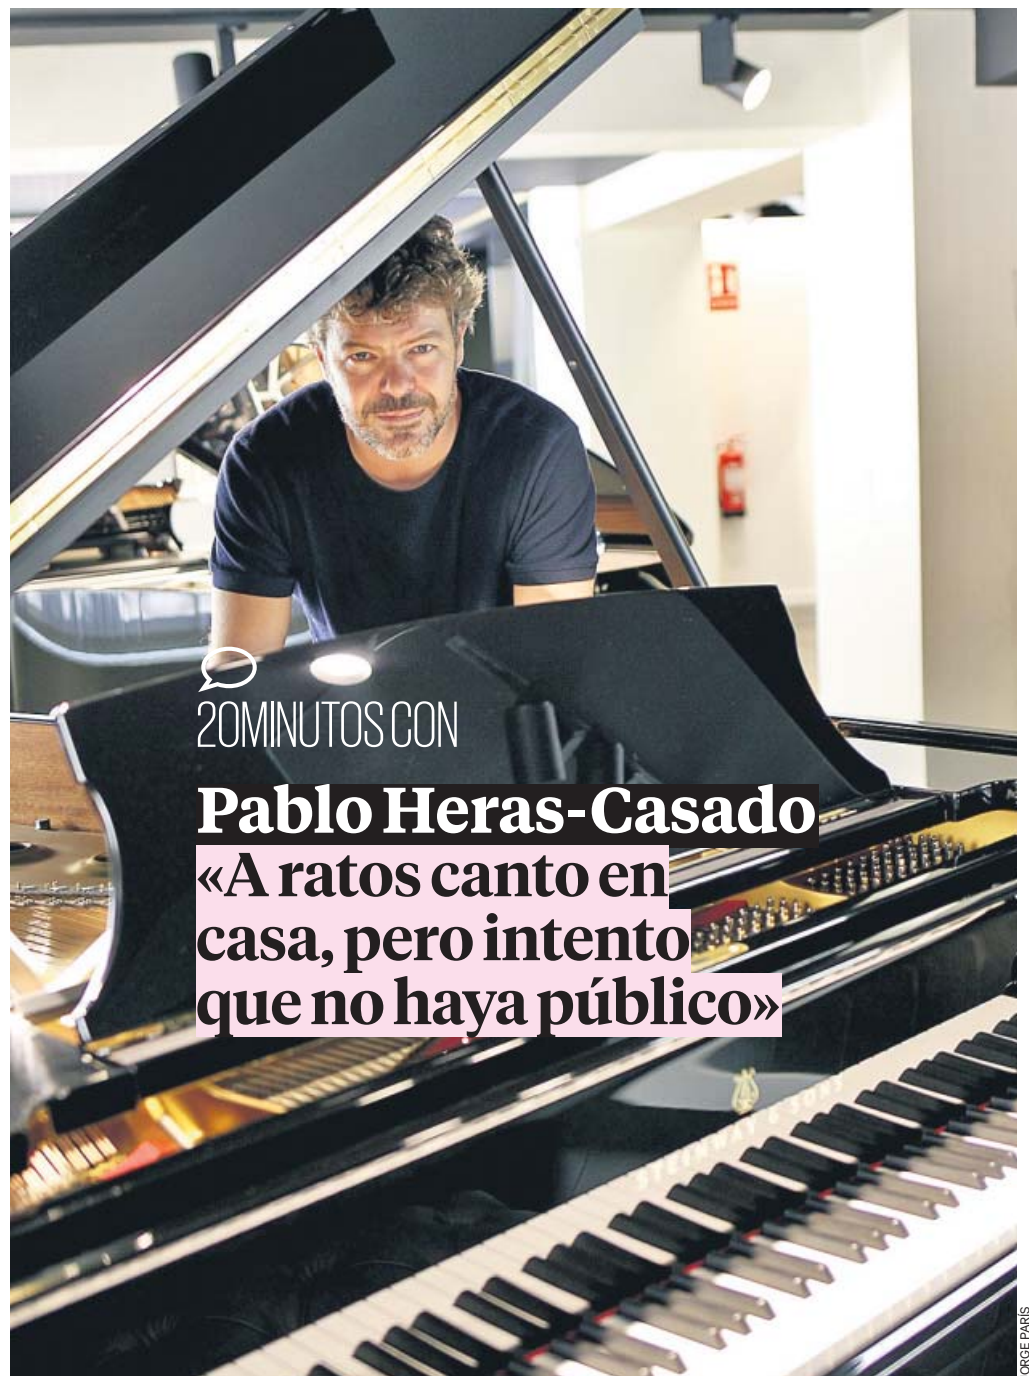 20MINUTOS CON
Pablo Heras-Casado
«A ratos canto en
casa, pero intento
que no haya público»
STEINWAY & SONS
ORGE PARÍS